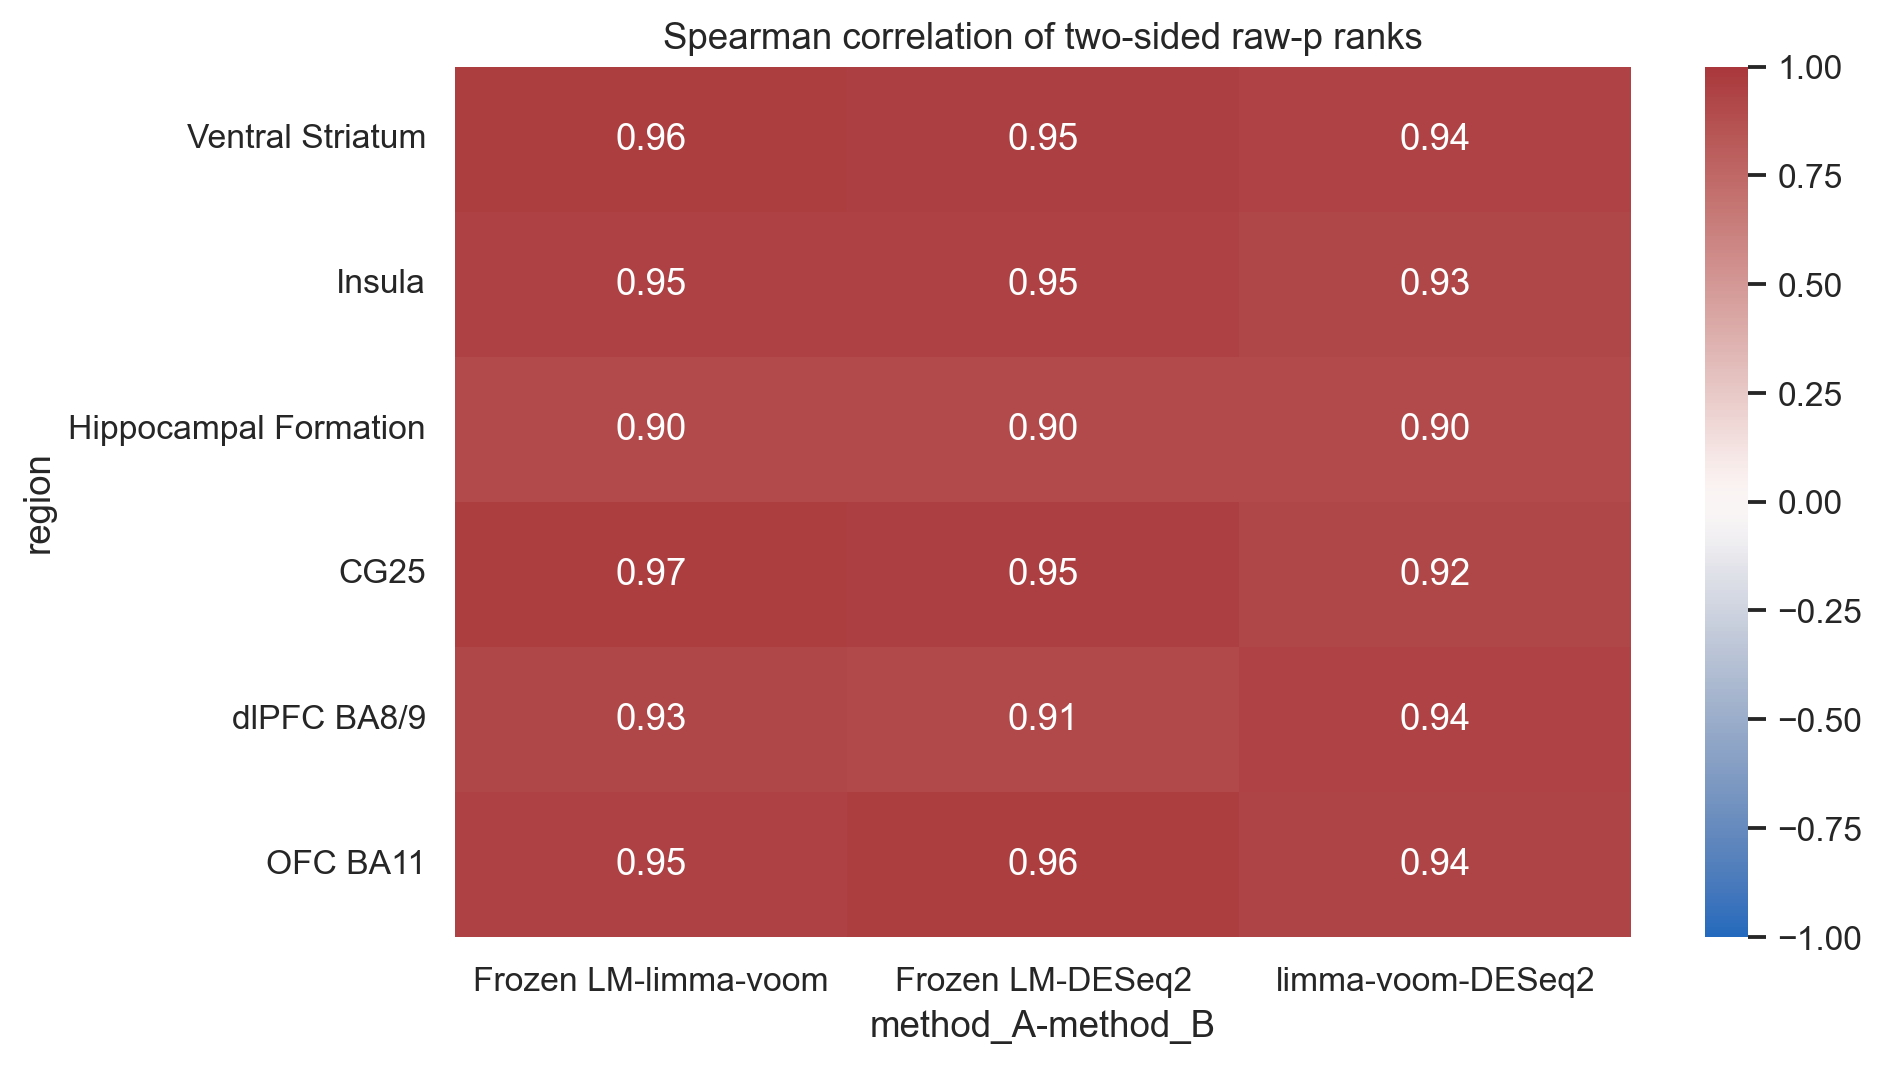 Spearman correlation of two-sided raw-p ranks
region
Ventral Striatum 0.96 0.95 0.94
Insula 0.95 0.95 0.93
Hippocampal Formation 0.90 0.90 0.90
CG25 0.97 0.95 0.92
dlPFC BA8/9 0.93 0.91 0.94
OFC BA11 0.95 0.96 0.94
Frozen LM-limma-voom Frozen LM-DESeq2 limma-voom-DESeq2
method_A-method_B
1.00
0.75
0.50
0.25
0.00
−0.25
−0.50
−0.75
−1.00